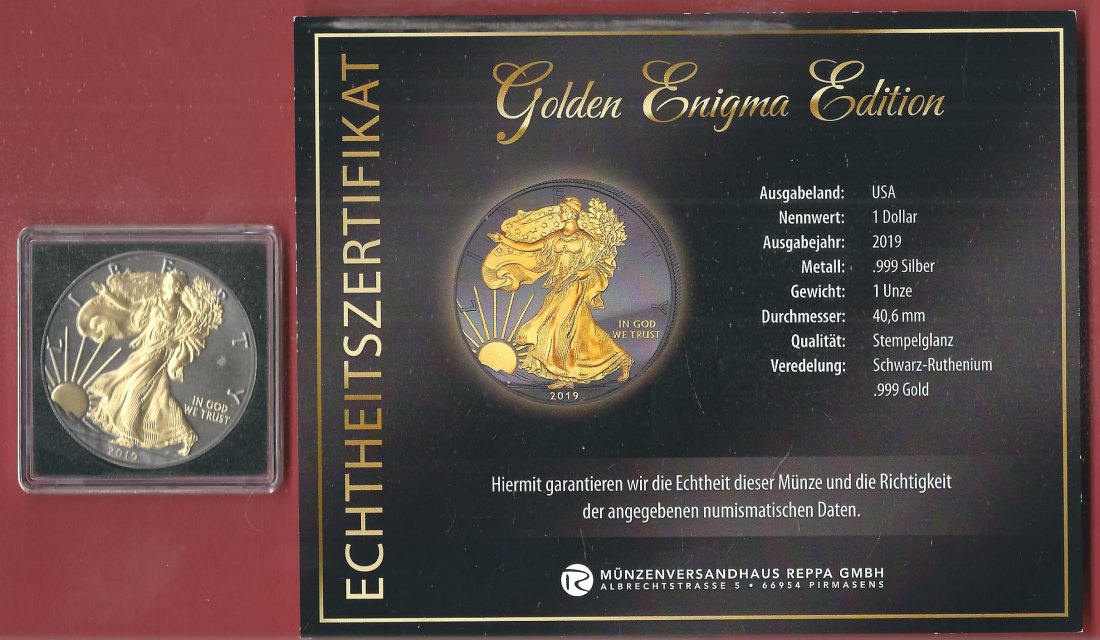 LIBERTY
IN GOD
WE TRUST
2019
ECHTHEITSZERTIFIKAT
Golden Enigma Edition
LIBERTY
IN GOD
WE TRUST
2019
Ausgabeland: USA
Nennwert: 1 Dollar
Ausgabejahr: 2019
Metall: .999 Silber
Gewicht: 1 Unze
Durchmesser: 40,6 mm
Qualität: Stempelglanz
Veredelung: Schwarz-Ruthenium
.999 Gold
Hiermit garantieren wir die Echtheit dieser Münze und die Richtigkeit
der angegebenen numismatischen Daten.
R MÜNZENVERSANDHAUS REPPA GMBH
ALBRECHTSTRASSE 5 • 66954 PIRMASENS